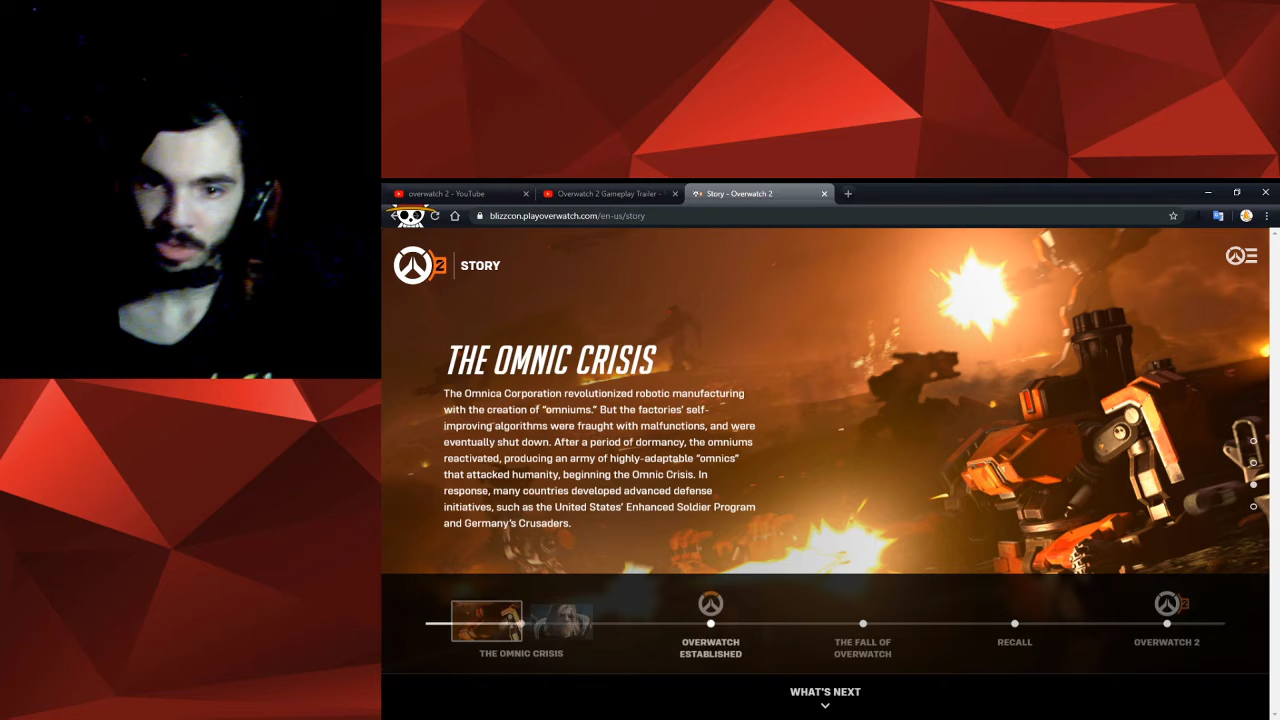 overwatch 2 - YouTube
Overwatch 2 Gameplay Trailer -
Story - Overwatch 2
blizzcon.playoverwatch.com/en-us/story
2
STORY
THE OMNIC CRISIS
The Omnica Corporation revolutionized robotic manufacturing
with the creation of “omniums.” But the factories’ self-
improving algorithms were fraught with malfunctions, and were
eventually shut down. After a period of dormancy, the omniums
reactivated, producing an army of highly-adaptable “omnics”
that attacked humanity, beginning the Omnic Crisis. In
response, many countries developed advanced defense
initiatives, such as the United States’ Enhanced Soldier Program
and Germany’s Crusaders.
2
THE OMNIC CRISIS
OVERWATCH
ESTABLISHED
THE FALL OF
OVERWATCH
RECALL
OVERWATCH 2
WHAT'S NEXT